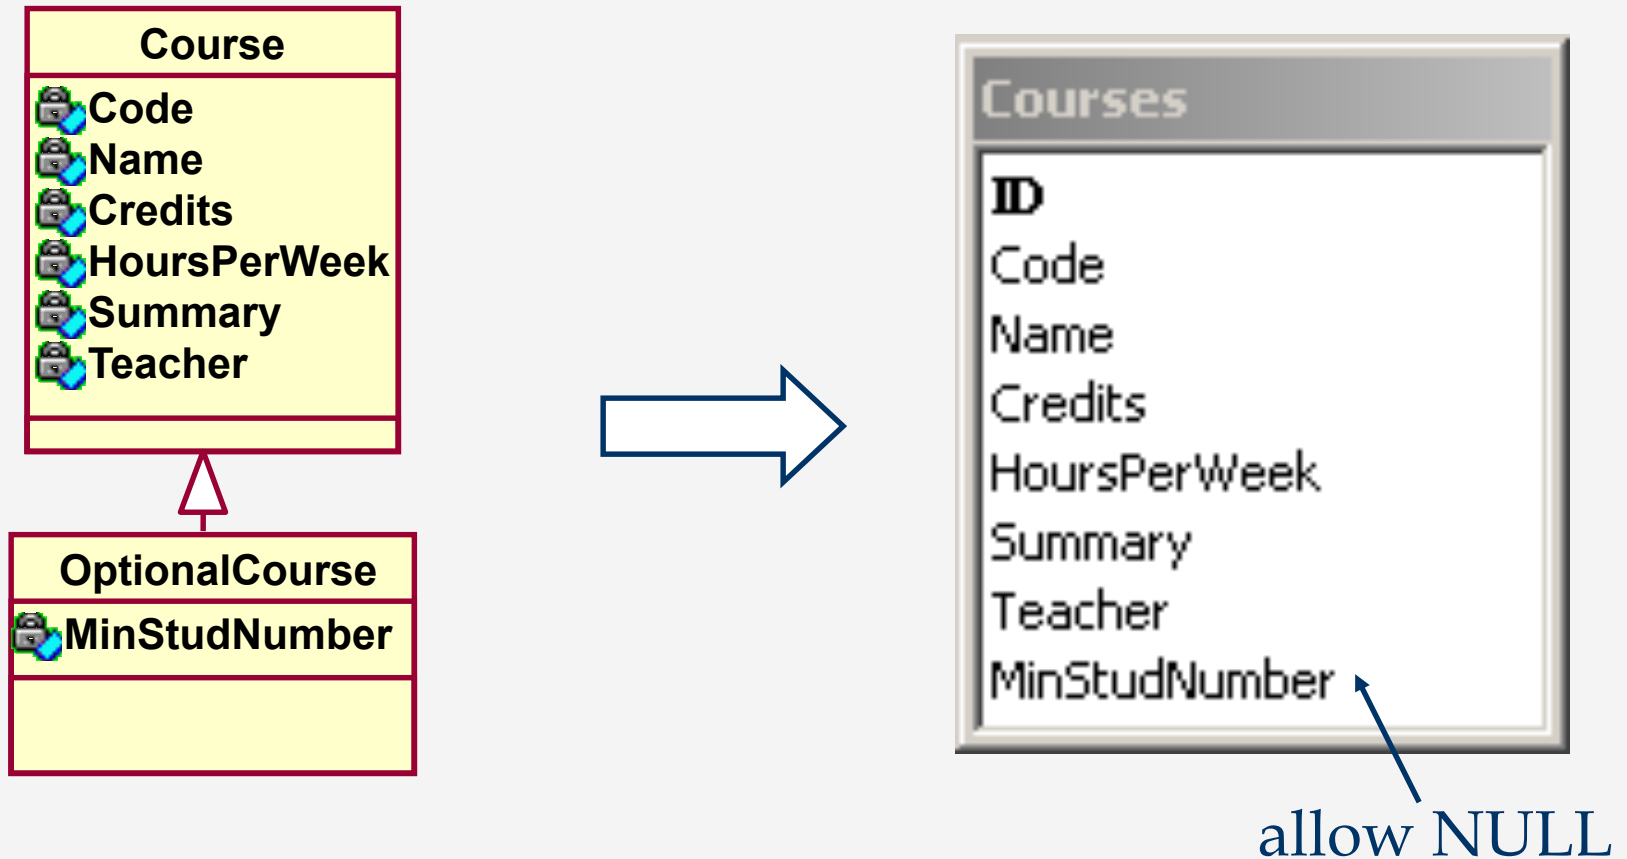 Course
Code
Name
Credits
HoursPerWeek
Summary
Teacher
OptionalCourse
MinStudNumber
Courses
ID
Code
Name
Credits
HoursPerWeek
Summary
Teacher
MinStudNumber
allow NULL